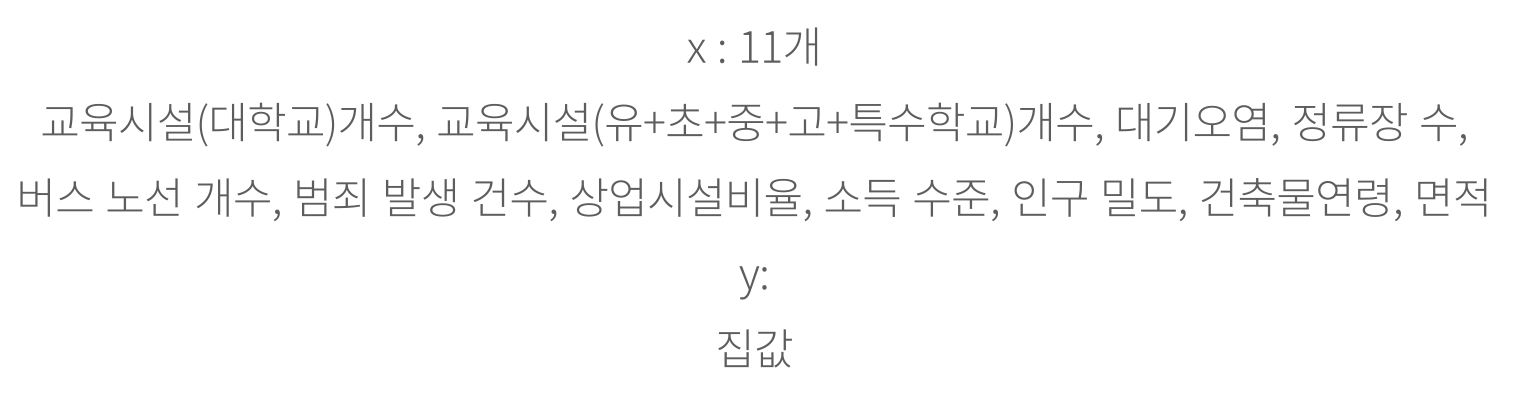 x : 11개
교육시설(대학교)개수, 교육시설(유+초+중+고+특수학교)개수, 대기오염, 정류장 수,
버스 노선 개수, 범죄 발생 건수, 상업시설비율, 소득 수준, 인구 밀도, 건축물연령, 면적
y:
집값